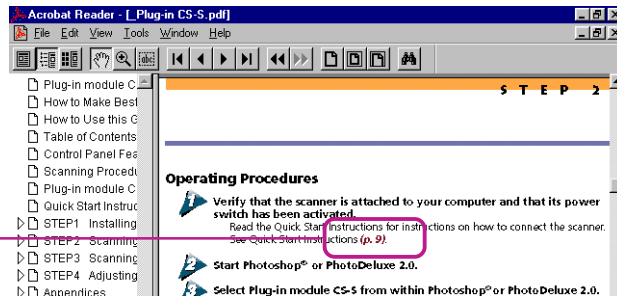 Acrobat Reader - [_Plug-in CS-S.pdf]
File Edit View Tools Window Help
Plug-in module C
How to Make Best
How to Use this G
Table of Contents
Control Panel Fea
Scanning Procedu
Plug-in module C
Quick Start Instruc
STEP1 Installing
STEP2 Scanning
STEP3 Scanning
STEP4 Adjusting
Appendices
STEP 2
Operating Procedures
1 Verify that the scanner is attached to your computer and that its power
switch has been activated.
Read the Quick Start Instructions for instructions on how to connect the scanner.
See Quick Start Instructions (p. 9).
2 Start Photoshop® or PhotoDeluxe 2.0.
3 Select Plug-in module CS-S from within Photoshop® or PhotoDeluxe 2.0.